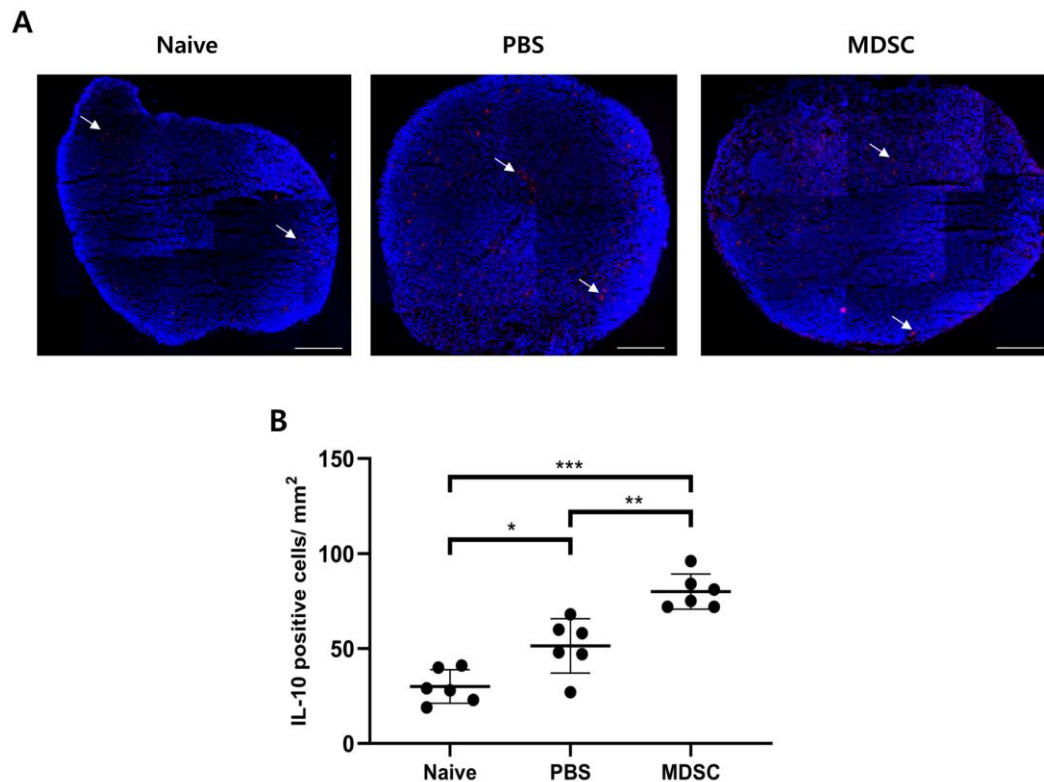 A
Naive PBS MDSC
B
IL-10 positive cells/ mm²
150
100
50
0
***
**
*
Naive PBS MDSC